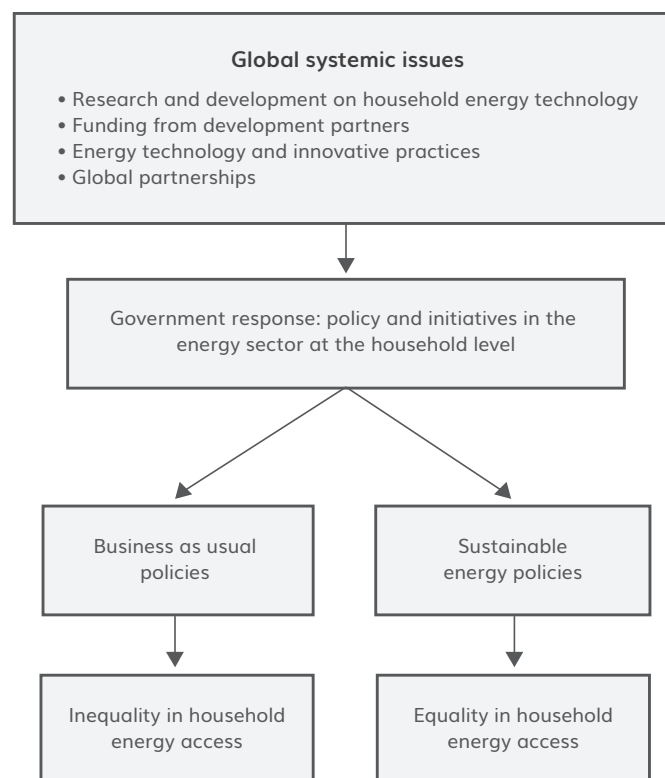 Global systemic issues
• Research and development on household energy technology
• Funding from development partners
• Energy technology and innovative practices
• Global partnerships
Government response: policy and initiatives in the
energy sector at the household level
Business as usual
policies
Sustainable
energy policies
Inequality in household
energy access
Equality in household
energy access